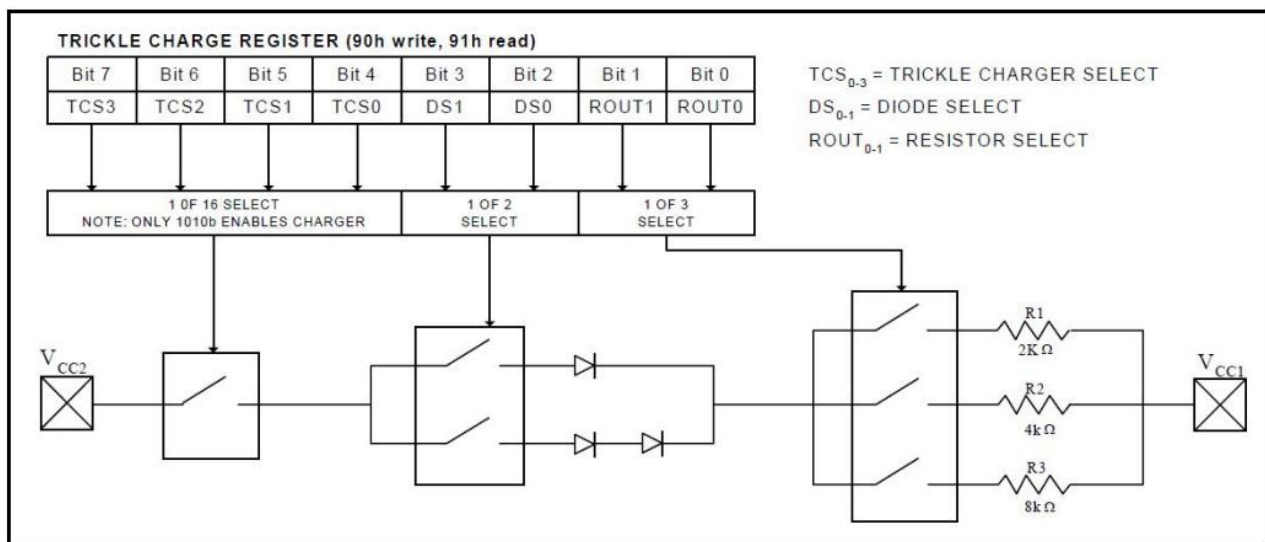 TRICKLE CHARGE REGISTER (90h write, 91h read)
Bit 7 Bit 6 Bit 5 Bit 4 Bit 3 Bit 2 Bit 1 Bit 0
TCS3 TCS2 TCS1 TCS0 DS1 DS0 ROUT1 ROUT0
TCS0-3 = TRICKLE CHARGER SELECT
DS0-1 = DIODE SELECT
ROUT0-1 = RESISTOR SELECT
1 0F 16 SELECT
NOTE: ONLY 1010b ENABLES CHARGER
1 OF 2
SELECT
1 OF 3
SELECT
VCC2
R1
2KΩ
R2
4kΩ
R3
8kΩ
VCC1